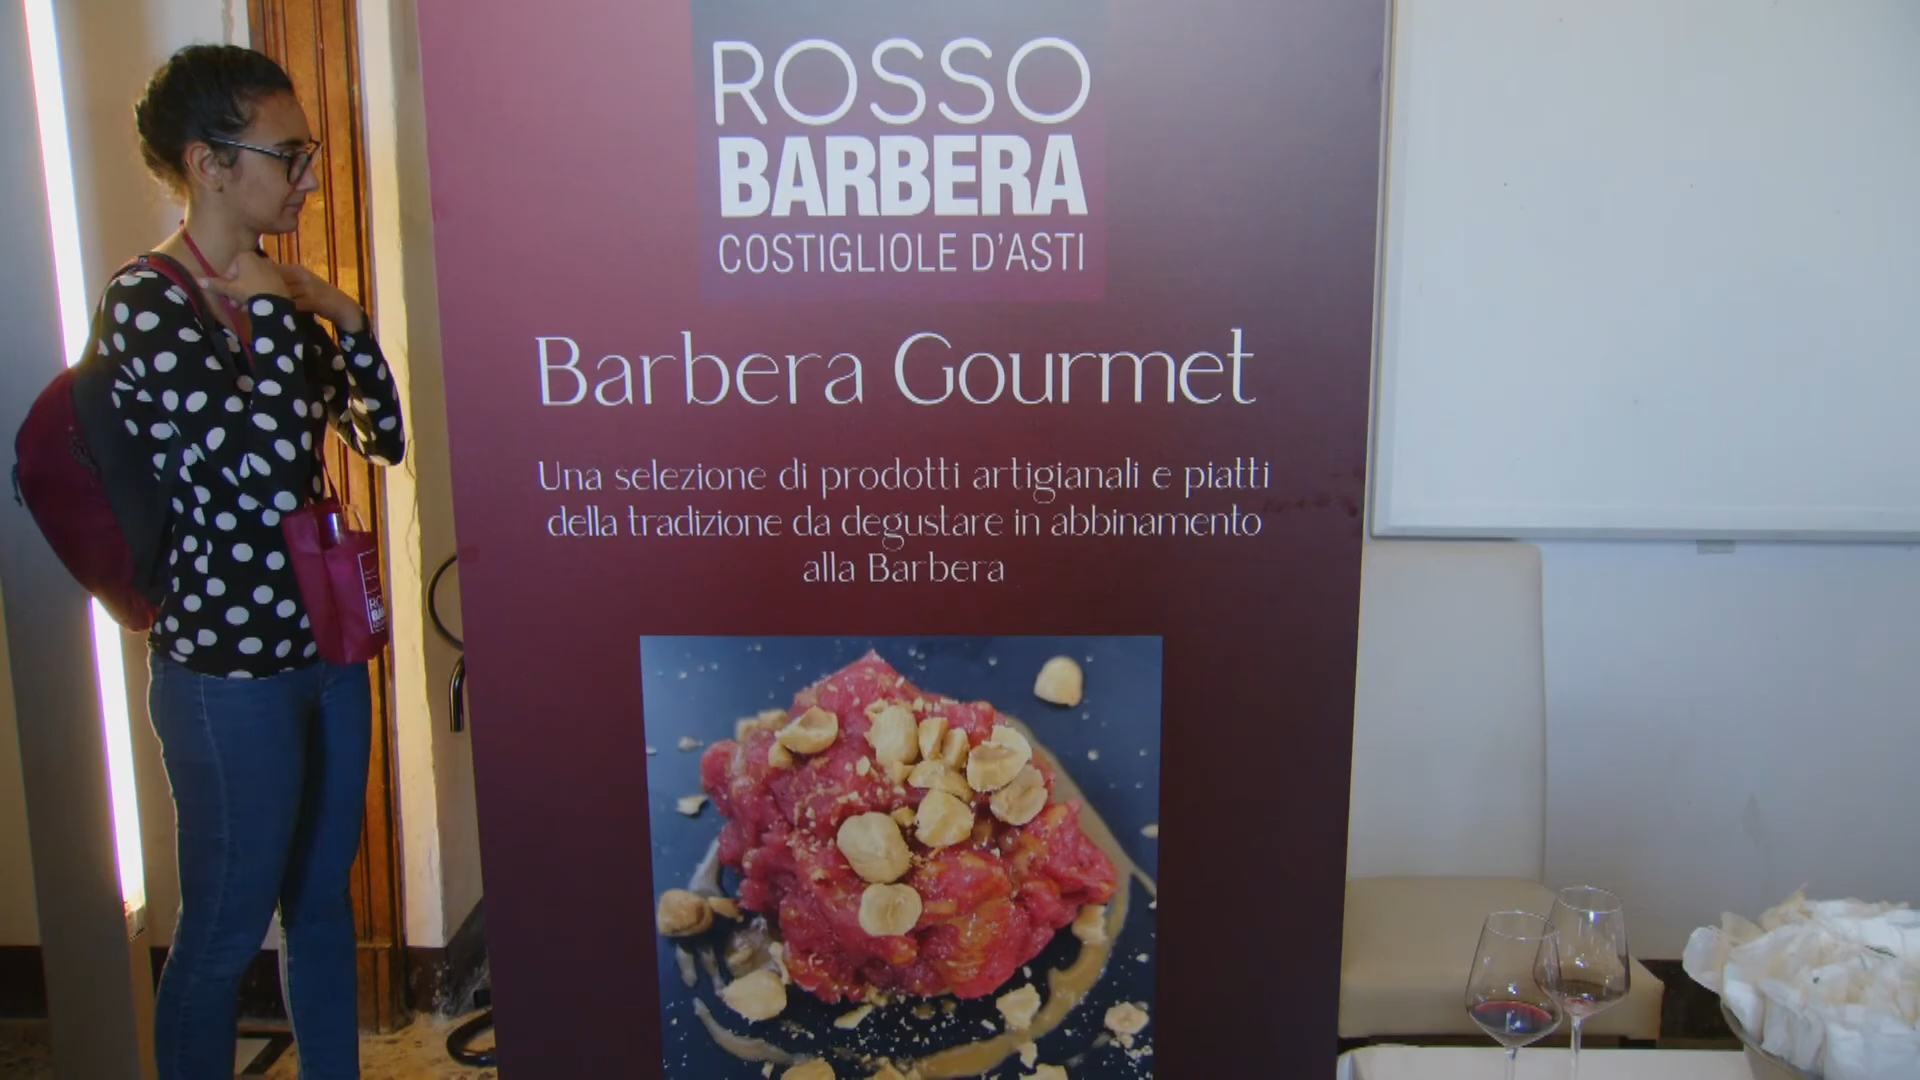 ROSSO
BARBERA
COSTIGLIOLE D'ASTI
Barbera Gourmet
Una selezione di prodotti artigianali e piatti
della tradizione da degustare in abbinamento
alla Barbera